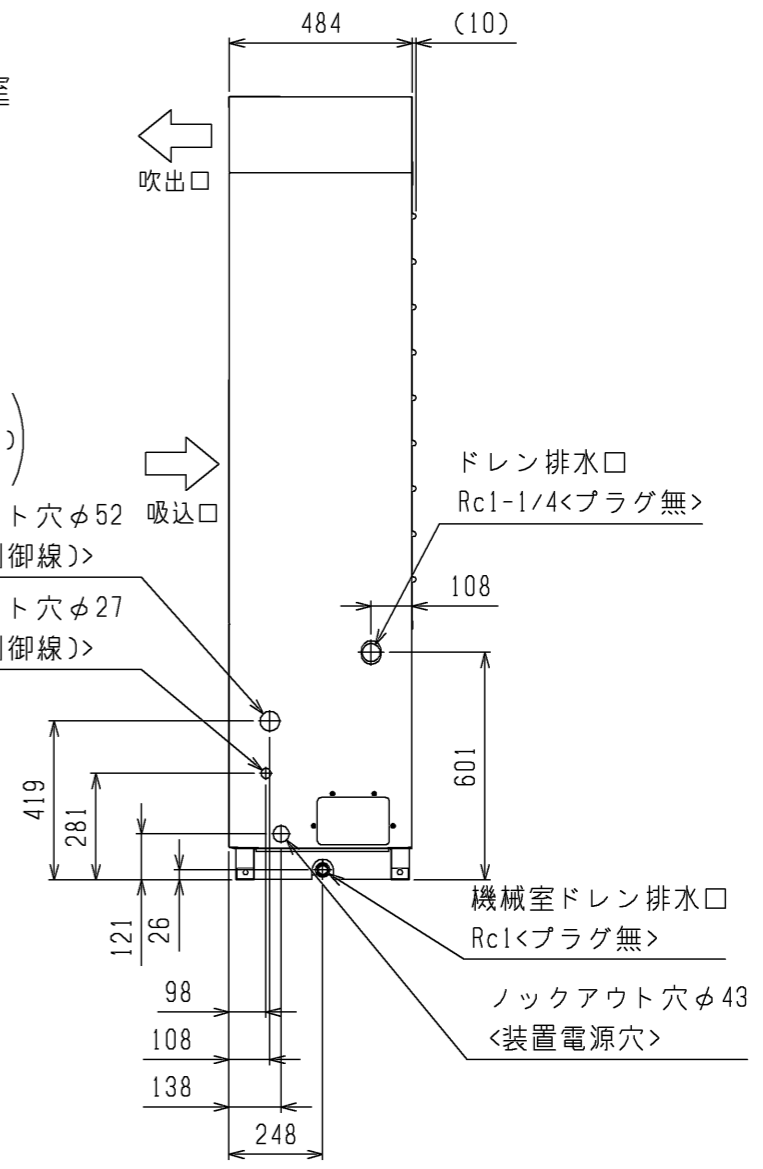 484
(10)
室
吹出口
ドレン排水口
Rc1-1/4<プラグ無>
ト穴φ52
吸込口
御線)>
108
ト穴φ27
御線)>
601
419
281
121
26
機械室ドレン排水口
Rc1<プラグ無>
98
ノックアウト穴φ43
<装置電源穴>
108
138
248